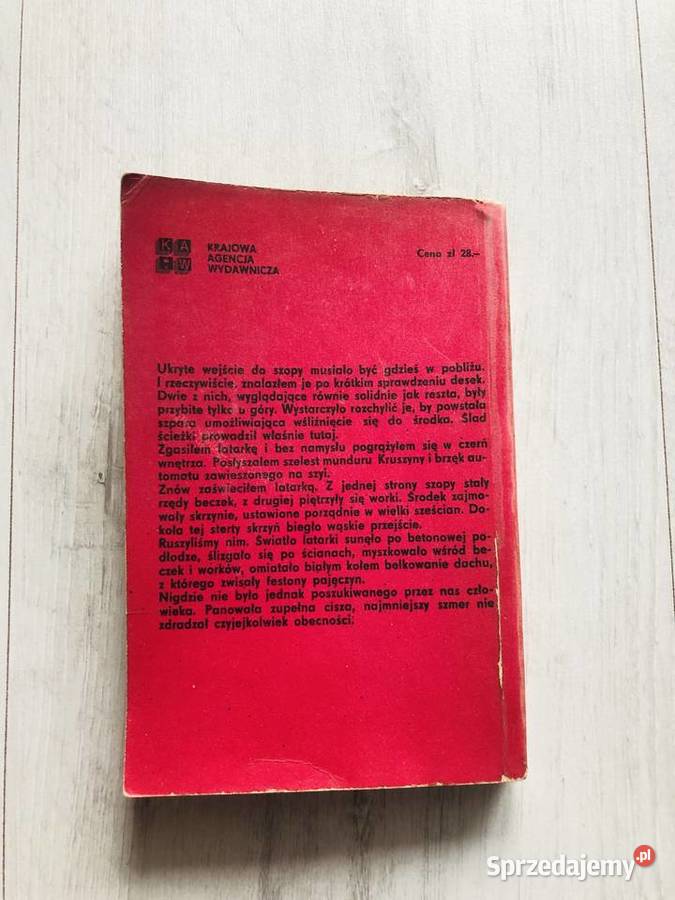 K A
W
KRAJOWA
AGENCJA
WYDAWNICZA
Cena zł 28.–
Ukryte wejście do szopy musiało być gdzieś w pobliżu.
I rzeczywiście, znalazłem je po krótkim sprawdzeniu desek.
Dwie z nich, wyglądające równie solidnie jak reszta, były
przybite tylko u góry. Wystarczyło rozchylić je, by powstała
szpara umożliwiająca wśliźnięcie się do środka. Ślad
ścieżki prowadził właśnie tutaj.
Zgasiłem latarkę i bez namysłu pogrążyłem się w czerń
wnętrza. Posłyszałem szelest munduru Kruszyny i brzęk au-
tomatu zawieszonego na szyi.
Znów zaświeciłem latarką. Z jednej strony szopy stały
rzędy beczek, z drugiej piętrzyły się worki. Środek zajmo-
wały skrzynie, ustawione porządnie w wielki sześcian. Do-
koła tej sterty skrzyń biegło wąskie przejście.
Ruszyliśmy nim. Światło latarki sunęło po betonowej po-
dłodze, ślizgało się po ścianach, myszkowało wśród be-
czek i worków, omiatało białym kołem belkowanie dachu,
z którego zwisały festony pajęczyn.
Nigdzie nie było jednak poszukiwanego przez nas czło-
wieka. Panowała zupełna cisza, najmniejszy szmer nie
zdradzał czyjejkolwiek obecności.
Sprzedajemy.pl